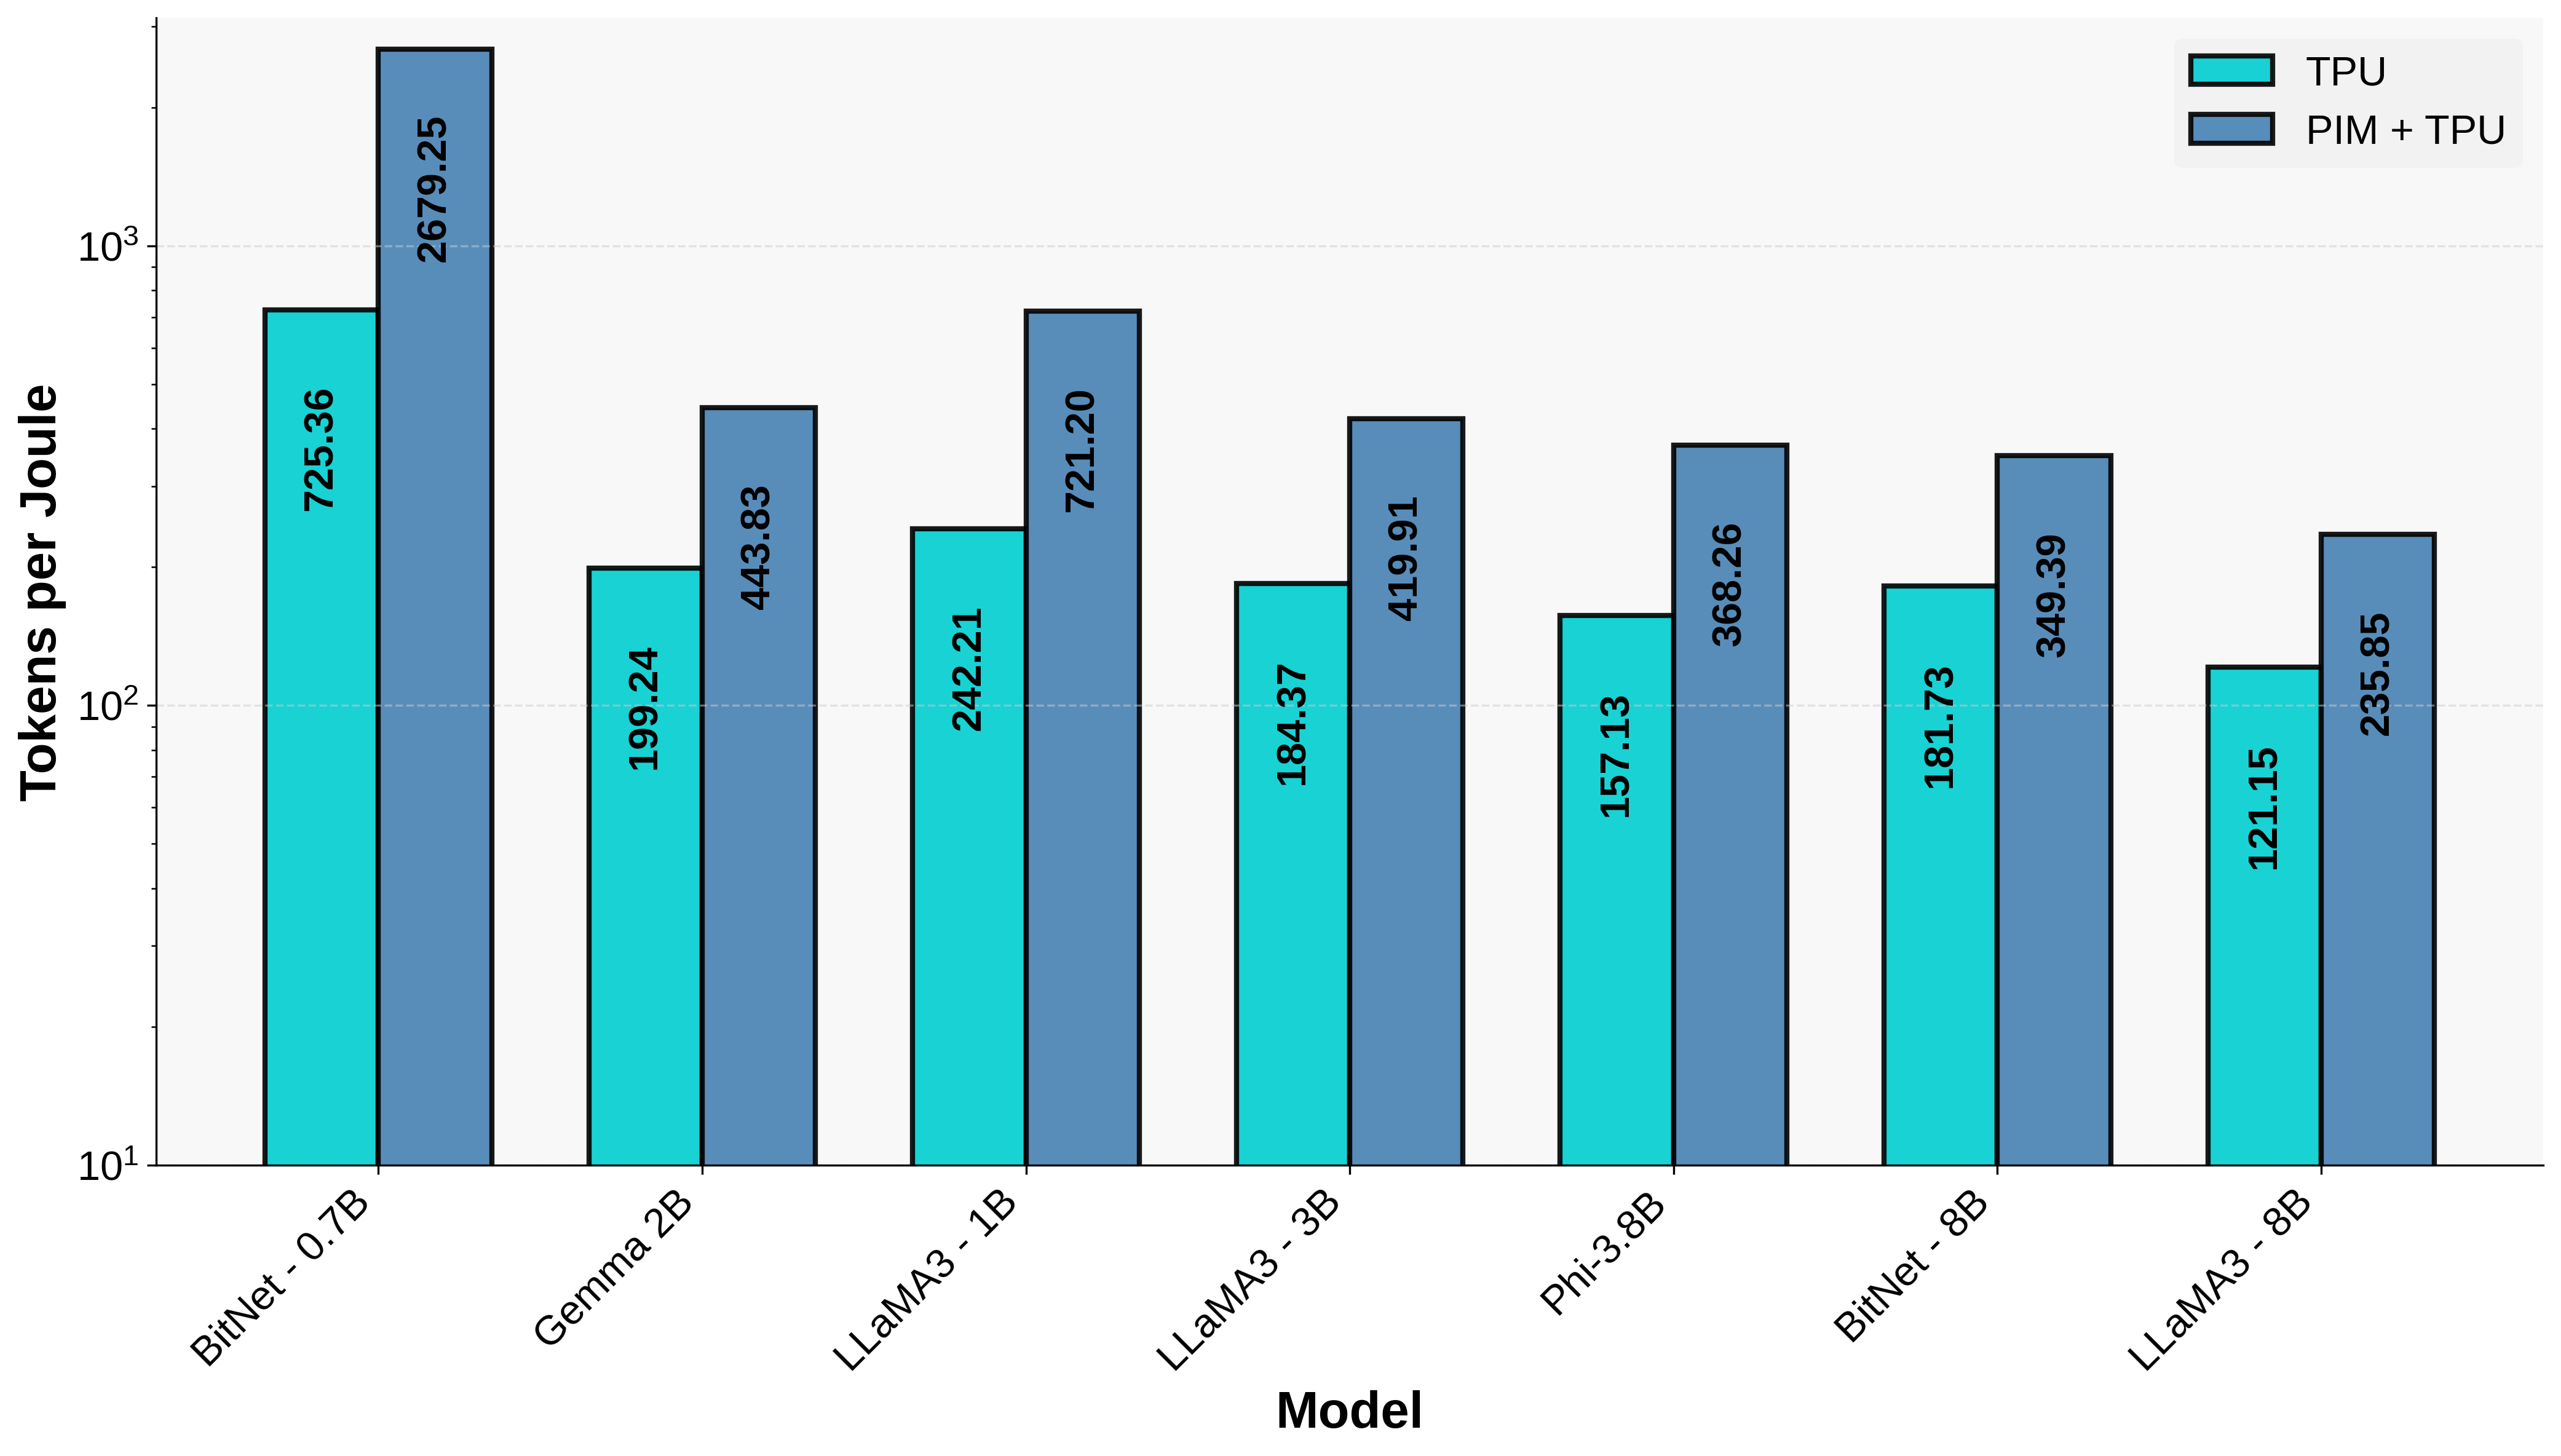 TPU
PIM + TPU
Tokens per Joule
10³
10²
10¹
725.36
2679.25
199.24
443.83
242.21
721.20
184.37
419.91
157.13
368.26
181.73
349.39
121.15
235.85
BitNet - 0.7B
Gemma 2B
LLaMA3 - 1B
LLaMA3 - 3B
Phi-3.8B
BitNet - 8B
LLaMA3 - 8B
Model